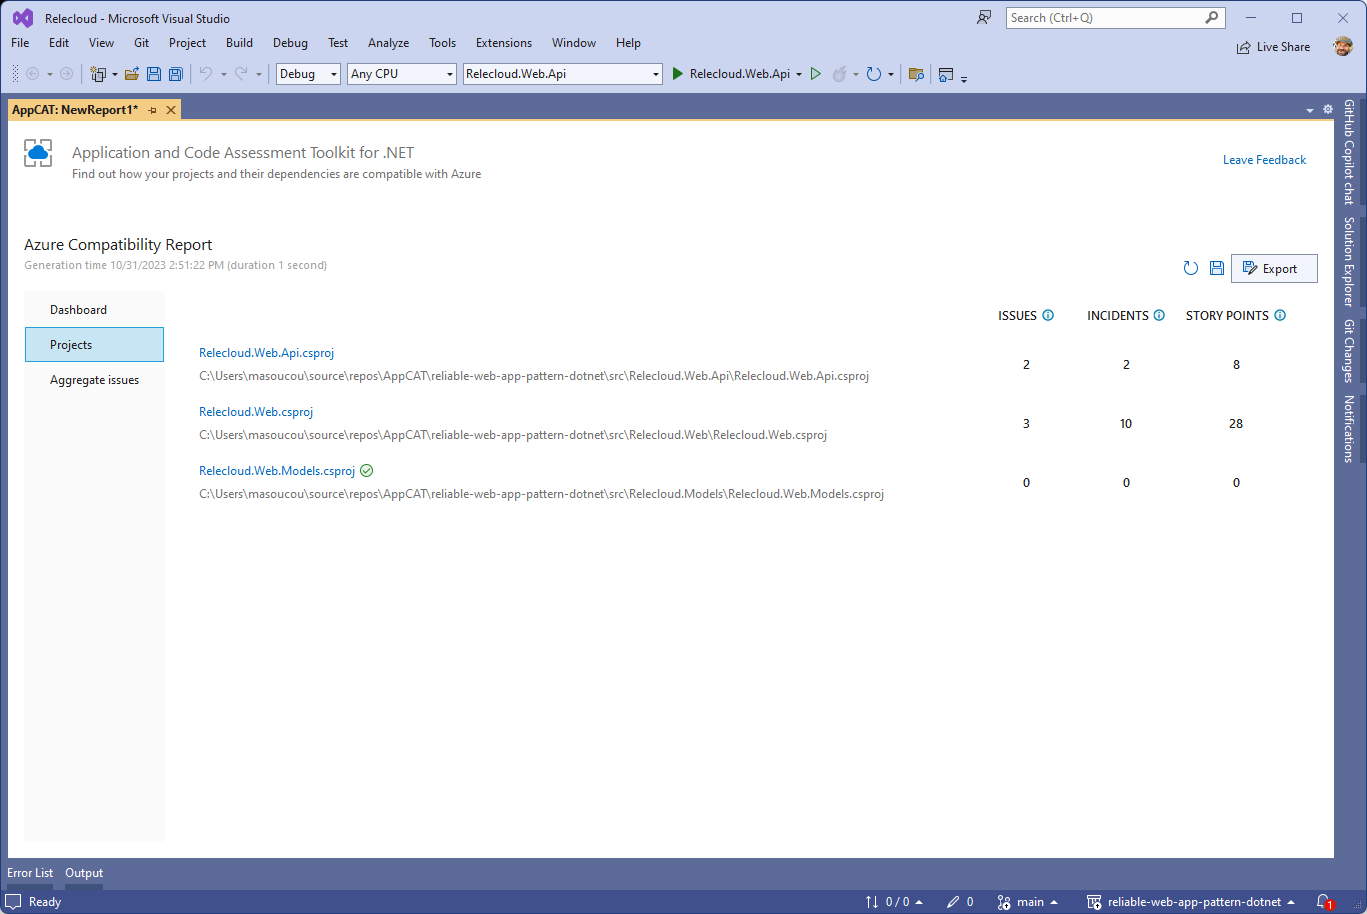 Relecloud - Microsoft Visual Studio
Search (Ctrl+Q)
File Edit View Git Project Build Debug Test Analyze Tools Extensions Window Help
Live Share
Debug Any CPU Relecloud.Web.Api Relecloud.Web.Api
AppCAT: NewReport1*
Application and Code Assessment Toolkit for .NET
Find out how your projects and their dependencies are compatible with Azure
Leave Feedback
Azure Compatibility Report
Generation time 10/31/2023 2:51:22 PM (duration 1 second)
Export
Dashboard
Projects
Aggregate issues
ISSUES INCIDENTS STORY POINTS
Relecloud.Web.Api.csproj
C:\Users\masoucou\source\repos\AppCAT\reliable-web-app-pattern-dotnet\src\Relecloud.Web.Api\Relecloud.Web.Api.csproj
2 2 8
Relecloud.Web.csproj
C:\Users\masoucou\source\repos\AppCAT\reliable-web-app-pattern-dotnet\src\Relecloud.Web\Relecloud.Web.csproj
3 10 28
Relecloud.Web.Models.csproj
C:\Users\masoucou\source\repos\AppCAT\reliable-web-app-pattern-dotnet\src\Relecloud.Models\Relecloud.Web.Models.csproj
0 0 0
GitHub Copilot chat
Solution Explorer
Git Changes
Notifications
Error List Output
Ready
0 / 0 0 main reliable-web-app-pattern-dotnet 1